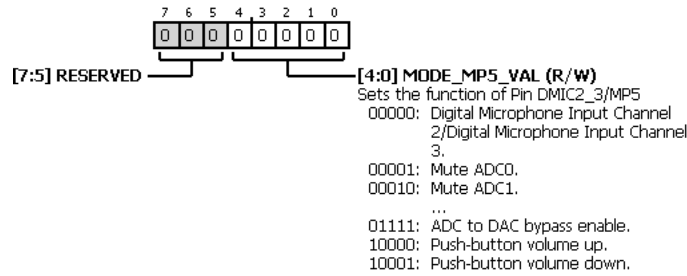 7 6 5 4 3 2 1 0
0 0 0 0 0 0 0 0
[7:5] RESERVED
[4:0] MODE_MP5_VAL (R/W)
Sets the function of Pin DMIC2_3/MP5
00000: Digital Microphone Input Channel
2/Digital Microphone Input Channel
3.
00001: Mute ADC0.
00010: Mute ADC1.
...
01111: ADC to DAC bypass enable.
10000: Push-button volume up.
10001: Push-button volume down.